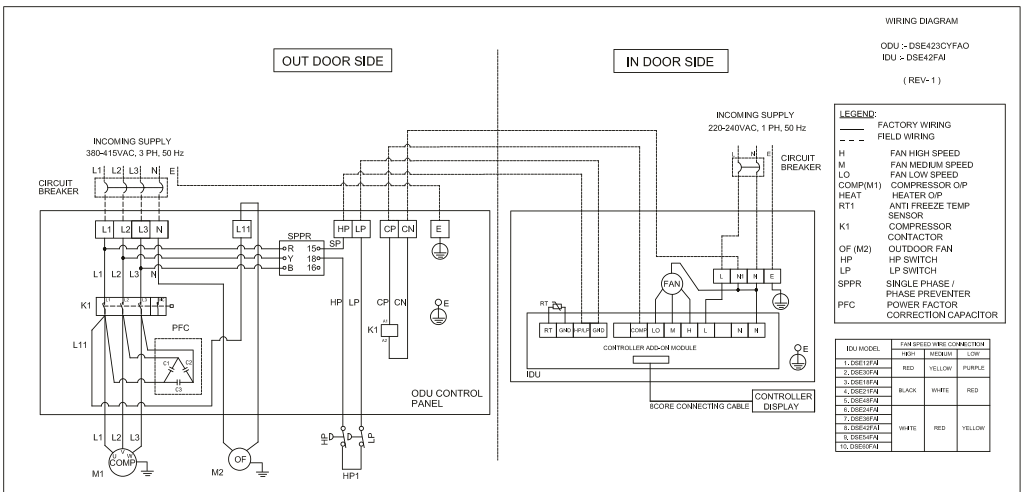 WIRING DIAGRAM
ODU :- DSE423CYFAO
IDU :- DSE42FAI
( REV- 1 )
OUT DOOR SIDE
IN DOOR SIDE
INCOMING SUPPLY
380-415VAC, 3 PH, 50 Hz
L1 L2 L3 N E
CIRCUIT
BREAKER
INCOMING SUPPLY
220-240VAC, 1 PH, 50 Hz
N E
CIRCUIT
BREAKER
LEGEND:
FACTORY WIRING
FIELD WIRING
H FAN HIGH SPEED
M FAN MEDIUM SPEED
LO FAN LOW SPEED
COMP(M1) COMPRESSOR O/P
HEAT HEATER O/P
RT1 ANTI FREEZE TEMP
SENSOR
K1 COMPRESSOR
CONTACTOR
OF (M2) OUTDOOR FAN
HP HP SWITCH
LP LP SWITCH
SPPR SINGLE PHASE /
PHASE PREVENTER
PFC POWER FACTOR
CORRECTION CAPACITOR
L1 L2 L3 N
L11
SPPR
R 15
Y 18
B 16
SP
HP LP
CP CN
E
L1 L2 L3 N
K1
L1 L2 L3
L11
PFC
C1 C2
C3
HP LP CP CN
K1
A1
A2
E
ODU CONTROL
PANEL
L1 L2 L3
U V W
COMP
M1
M2
OF
HP
LP
HP1
L N1 N E
FAN
RT
RT GND HP/LP GND
COMP LO M H L N N
CONTROLLER ADD-ON MODULE
IDU
E
8CORE CONNECTING CABLE
CONTROLLER
DISPLAY
IDU MODEL
FAN SPEED WIRE CONNECTION
HIGH MEDIUM LOW
1. DSE12FAI
2. DSE30FAI
RED YELLOW PURPLE
3. DSE18FAI
4. DSE21FAI
5. DSE48FAI
BLACK WHITE RED
6. DSE24FAI
7. DSE36FAI
8. DSE42FAI
9. DSE54FAI
10. DSE60FAI
WHITE RED YELLOW